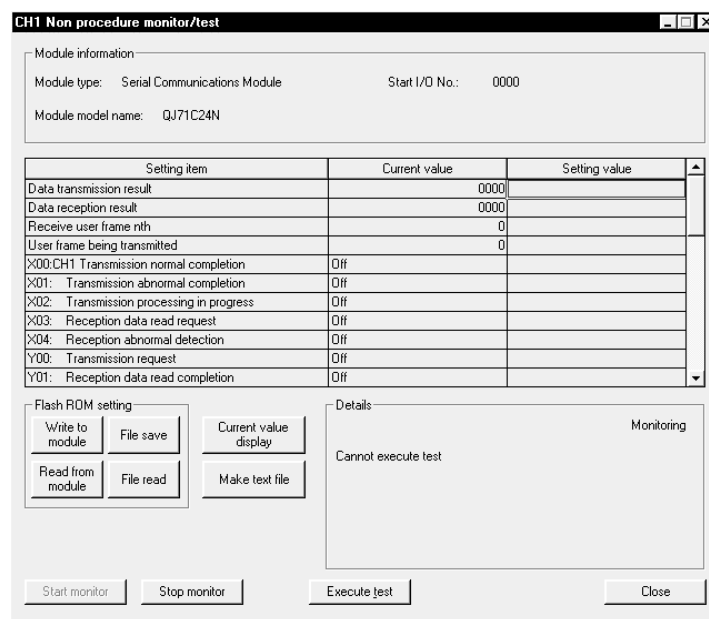 CH1 Non procedure monitor/test
Module information
Module type: Serial Communications Module Start I/O No.: 0000
Module model name: QJ71C24N
Setting item Current value Setting value
Data transmission result 0000
Data reception result 0000
Receive user frame nth 0
User frame being transmitted 0
X00:CH1 Transmission normal completion Off
X01: Transmission abnormal completion Off
X02: Transmission processing in progress Off
X03: Reception data read request Off
X04: Reception abnormal detection Off
Y00: Transmission request Off
Y01: Reception data read completion Off
Flash ROM setting
Write to
module
File save
Current value
display
Read from
module
File read
Make text file
Details
Monitoring
Cannot execute test
Start monitor Stop monitor Execute test Close